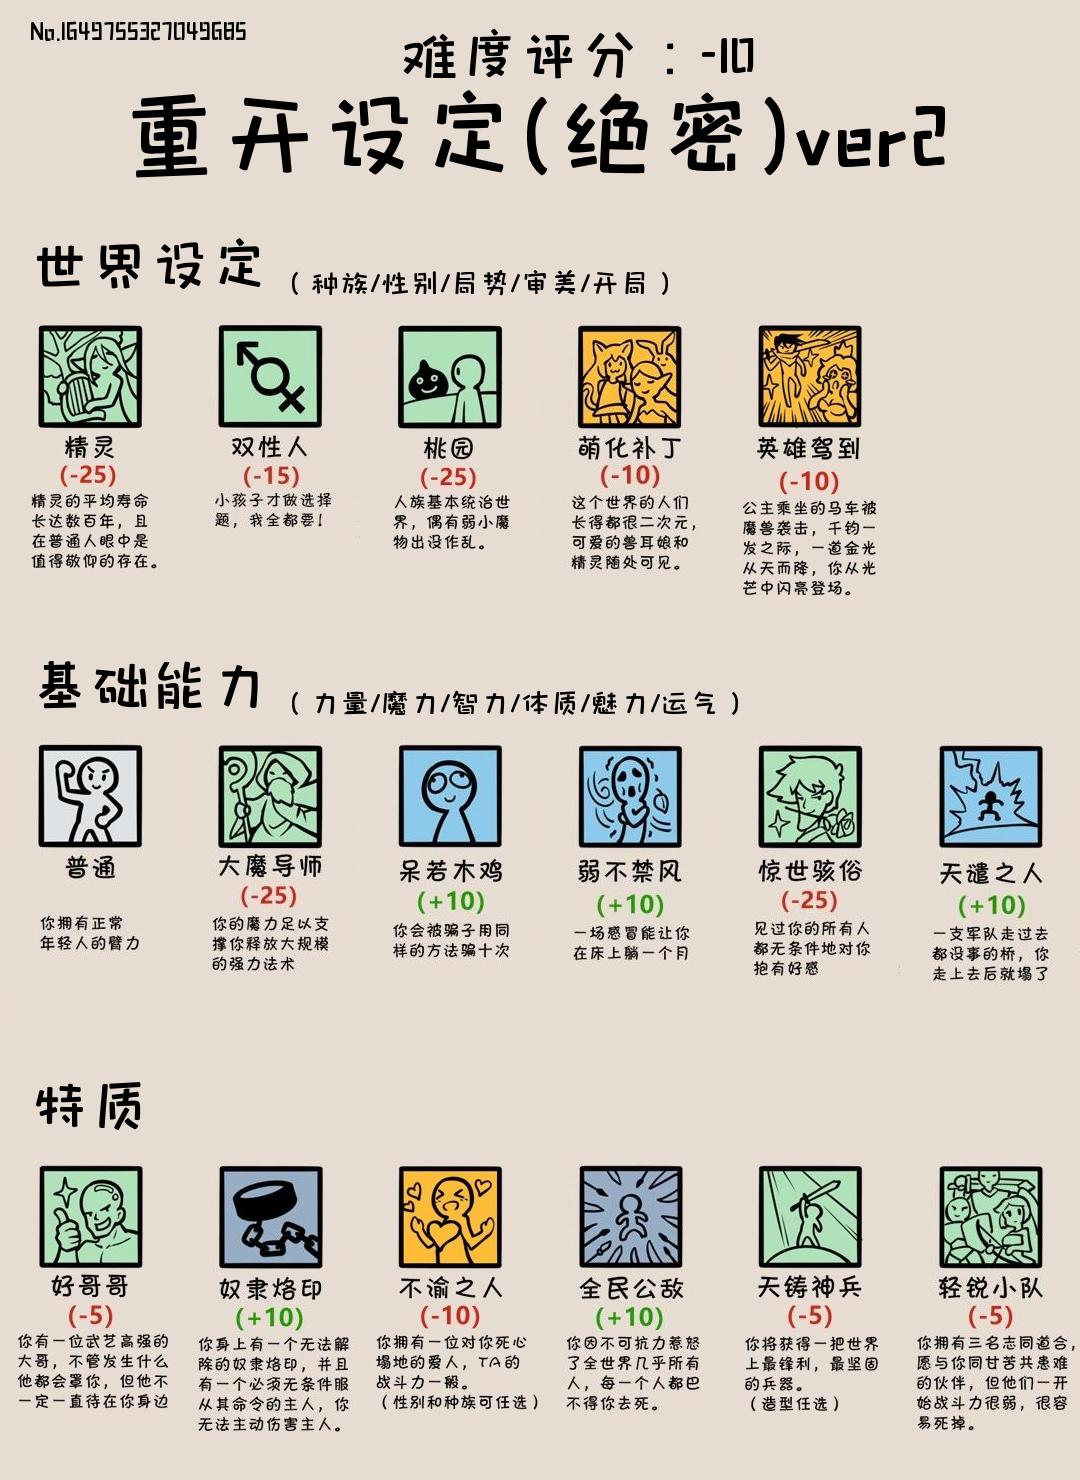 No.1649755327049685
难度评分：-10
重开设定(绝密)ver2
世界设定 ( 种族/性别/局势/审美/开局 )
精灵
(-25)
精灵的平均寿命
长达数百年，且
在普通人眼中是
值得敬仰的存在。
双性人
(-15)
小孩子才做选择
题，我全都要！
桃园
(-25)
人族基本统治世
界，偶有弱小魔
物出没作乱。
萌化补丁
(-10)
这个世界的人们
长得都很二次元，
可爱的兽耳娘和
精灵随处可见。
英雄驾到
(-10)
公主乘坐的马车被
魔兽袭击，千钧一
发之际，一道金光
从天而降，你从光
芒中闪亮登场。
基础能力 ( 力量/魔力/智力/体质/魅力/运气 )
普通
你拥有正常
年轻人的臂力
大魔导师
(-25)
你的魔力足以支
撑你释放大规模
的强力法术
呆若木鸡
(+10)
你会被骗子用同
样的方法骗十次
弱不禁风
(+10)
一场感冒能让你
在床上躺一个月
惊世骇俗
(-25)
见过你的所有人
都无条件地对你
抱有好感
天谴之人
(+10)
一支军队走过去
都没事的桥，你
走上去后就塌了
特质
好哥哥
(-5)
你有一位武艺高强的
大哥，不管发生什么
他都会罩你，但他不
一定一直待在你身边
奴隶烙印
(+10)
你身上有一个无法解
除的奴隶烙印，并且
有一个必须无条件服
从其命令的主人，你
无法主动伤害主人。
不渝之人
(-10)
你拥有一位对你死心
塌地的爱人，TA的
战斗力一般。
(性别和种族可任选)
全民公敌
(+10)
你因不可抗力惹怒
了全世界几乎所有
人，每一个人都巴
不得你去死。
天铸神兵
(-5)
你将获得一把世界
上最锋利，最坚固
的兵器。
(造型任选)
轻锐小队
(-5)
你拥有三名志同道合，
愿与你同甘苦共患难
的伙伴，但他们一开
始战斗力很弱，很容
易死掉。